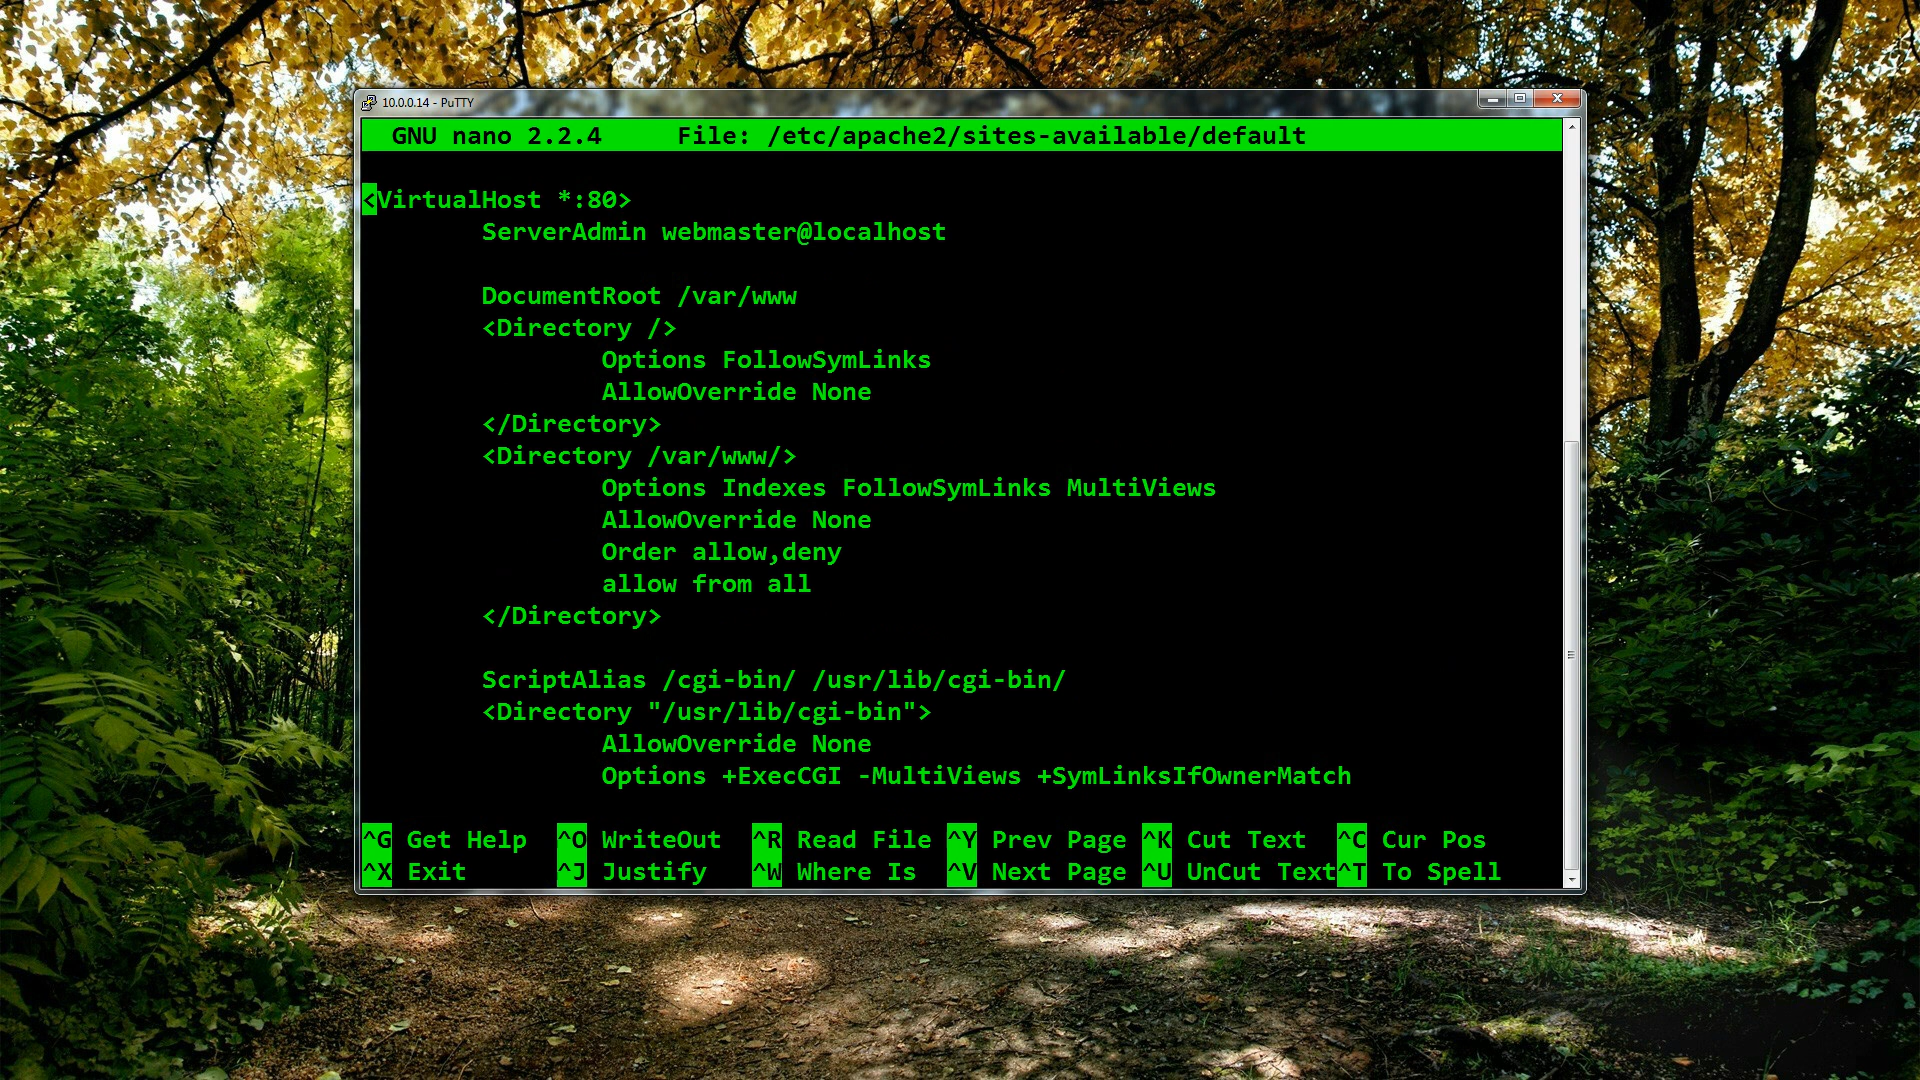 10.0.0.14 - PuTTY
GNU nano 2.2.4 File: /etc/apache2/sites-available/default
<VirtualHost *:80>
ServerAdmin webmaster@localhost
DocumentRoot /var/www
<Directory />
Options FollowSymLinks
AllowOverride None
</Directory>
<Directory /var/www/>
Options Indexes FollowSymLinks MultiViews
AllowOverride None
Order allow,deny
allow from all
</Directory>
ScriptAlias /cgi-bin/ /usr/lib/cgi-bin/
<Directory "/usr/lib/cgi-bin">
AllowOverride None
Options +ExecCGI -MultiViews +SymLinksIfOwnerMatch
^G Get Help ^O WriteOut ^R Read File ^Y Prev Page ^K Cut Text ^C Cur Pos
^X Exit ^J Justify ^W Where Is ^V Next Page ^U UnCut Text ^T To Spell